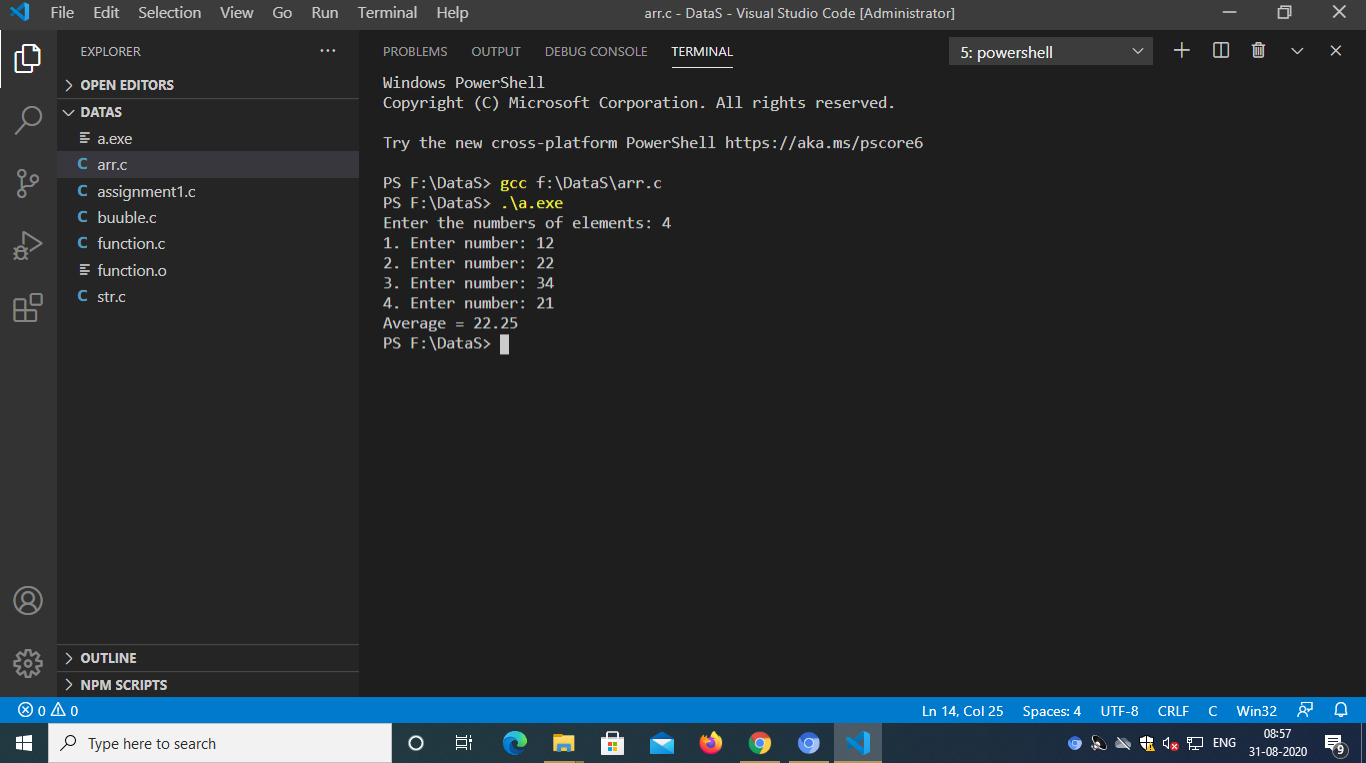 File Edit Selection View Go Run Terminal Help
arr.c - DataS - Visual Studio Code [Administrator]
EXPLORER
OPEN EDITORS
DATAS
a.exe
C arr.c
C assignment1.c
C buuble.c
C function.c
function.o
C str.c
OUTLINE
NPM SCRIPTS
PROBLEMS OUTPUT DEBUG CONSOLE TERMINAL
5: powershell
Windows PowerShell
Copyright (C) Microsoft Corporation. All rights reserved.
Try the new cross-platform PowerShell https://aka.ms/pscore6
PS F:\DataS> gcc f:\DataS\arr.c
PS F:\DataS> .\a.exe
Enter the numbers of elements: 4
1. Enter number: 12
2. Enter number: 22
3. Enter number: 34
4. Enter number: 21
Average = 22.25
PS F:\DataS>
0 0
Ln 14, Col 25 Spaces: 4 UTF-8 CRLF C Win32
Type here to search
ENG
08:57
31-08-2020
9